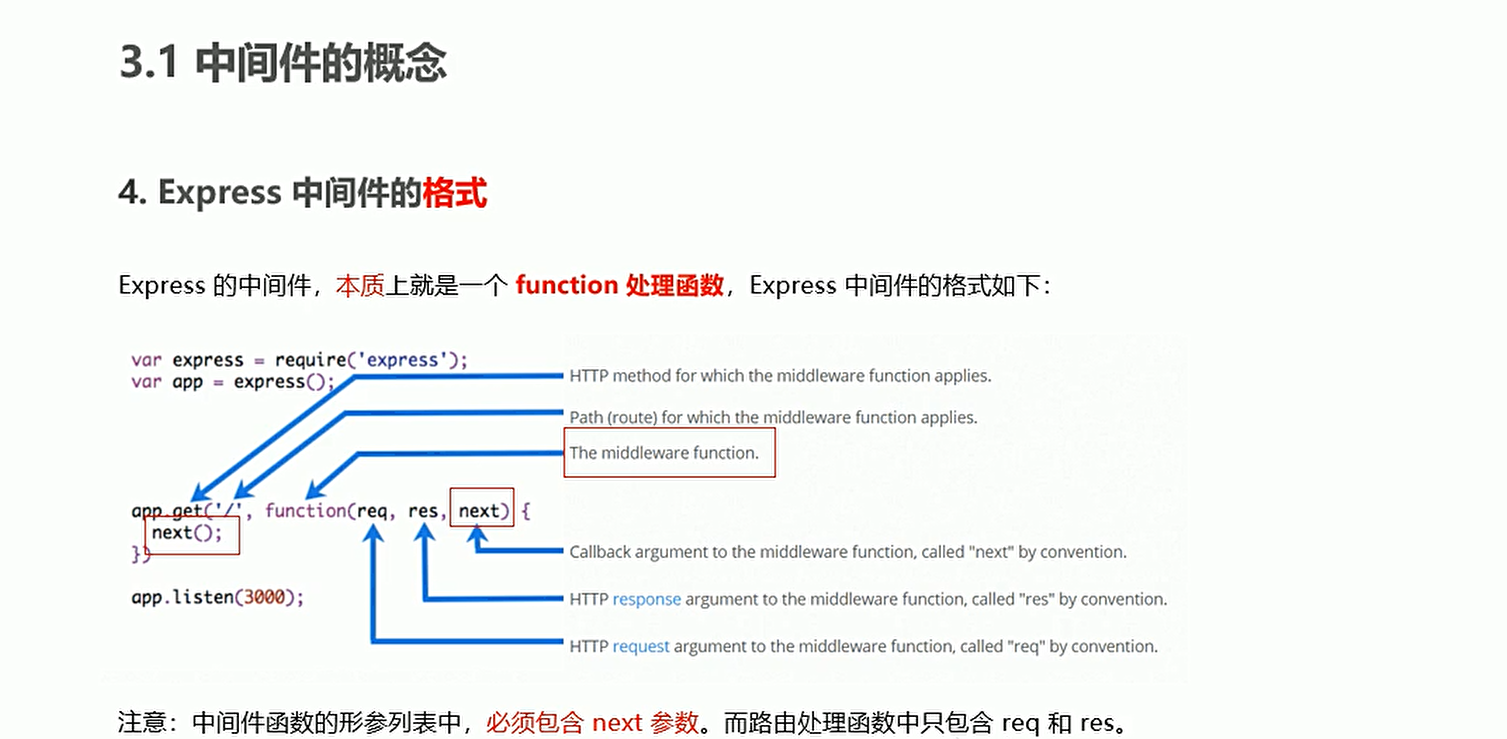 3.1 中间件的概念
4. Express 中间件的格式
Express 的中间件，本质上就是一个 function 处理函数，Express 中间件的格式如下：
var express = require('express');
var app = express();
HTTP method for which the middleware function applies.
Path (route) for which the middleware function applies.
The middleware function.
app.get('/', function(req, res, next) {
next();
})
Callback argument to the middleware function, called "next" by convention.
app.listen(3000);
HTTP response argument to the middleware function, called "res" by convention.
HTTP request argument to the middleware function, called "req" by convention.
注意：中间件函数的形参列表中，必须包含 next 参数。而路由处理函数中只包含 req 和 res。